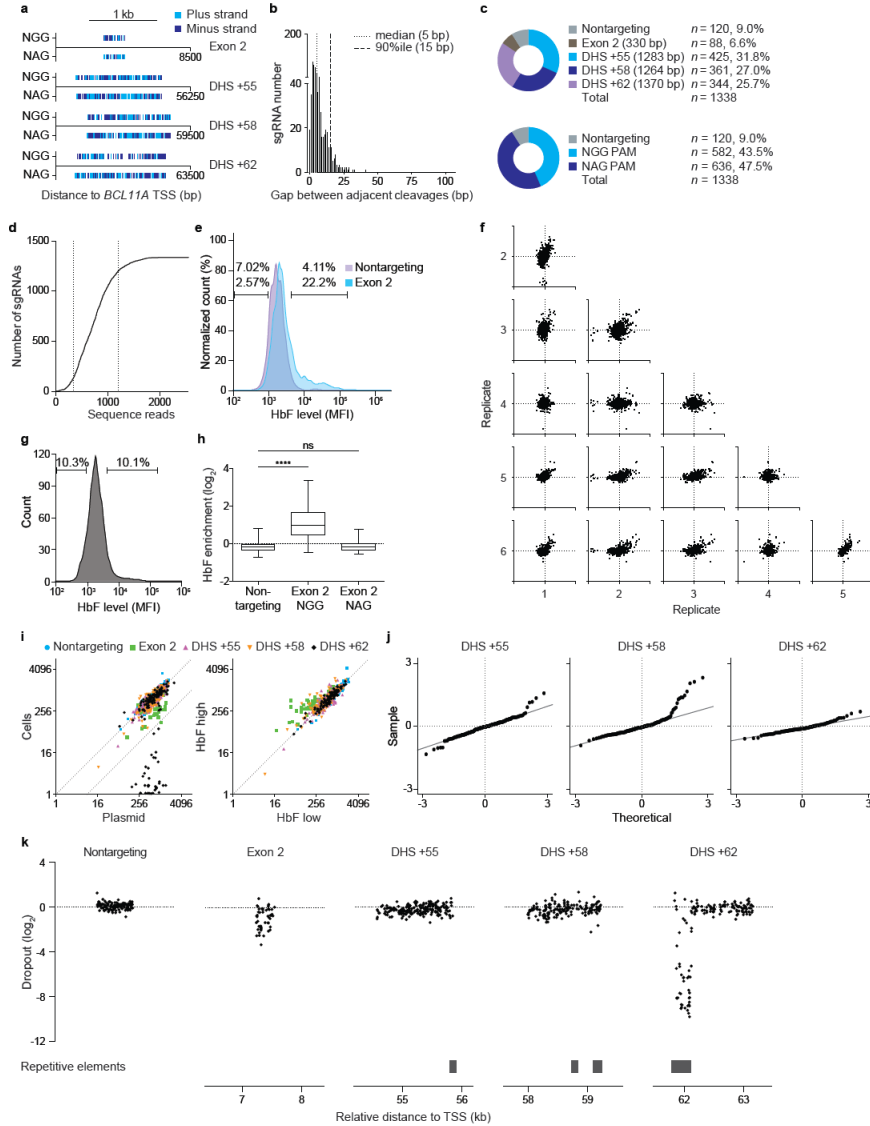 a
1 kb
Plus strand
Minus strand
NGG
NAG
8500
Exon 2
NGG
NAG
56250
DHS +55
NGG
NAG
59500
DHS +58
NGG
NAG
63500
DHS +62
Distance to BCL11A TSS (bp)
b
median (5 bp)
90%ile (15 bp)
sgRNA number
200
40
20
0
0 25 50 75 100
Gap between adjacent cleavages (bp)
c
Nontargeting n = 120, 9.0%
Exon 2 (330 bp) n = 88, 6.6%
DHS +55 (1283 bp) n = 425, 31.8%
DHS +58 (1264 bp) n = 361, 27.0%
DHS +62 (1370 bp) n = 344, 25.7%
Total n = 1338
Nontargeting n = 120, 9.0%
NGG PAM n = 582, 43.5%
NAG PAM n = 636, 47.5%
Total n = 1338
d
Number of sgRNAs
1500
1000
500
0
0 1000 2000
Sequence reads
e
Normalized count (%)
100
80
60
40
20
0
7.02% 4.11%
2.57% 22.2%
Nontargeting
Exon 2
10² 10³ 10⁴ 10⁵ 10⁶
HbF level (MFI)
f
Replicate
2
3
4
5
6
1 2 3 4 5
Replicate
g
Count
120
90
60
30
0
10.3% 10.1%
10² 10³ 10⁴ 10⁵ 10⁶
HbF level (MFI)
h
HbF enrichment (log₂)
ns
****
4
2
0
-2
Non-targeting
Exon 2 NGG
Exon 2 NAG
i
Nontargeting Exon 2 DHS +55 DHS +58 DHS +62
Cells
4096
256
16
1
1 16 256 4096
Plasmid
HbF high
4096
256
16
1
1 16 256 4096
HbF low
j
DHS +55 DHS +58 DHS +62
Sample
3
0
-3
-3 0 3
-3 0 3
-3 0 3
Theoretical
k
Nontargeting Exon 2 DHS +55 DHS +58 DHS +62
Dropout (log₂)
4
0
-4
-8
-12
Repetitive elements
7 8 55 56 58 59 62 63
Relative distance to TSS (kb)